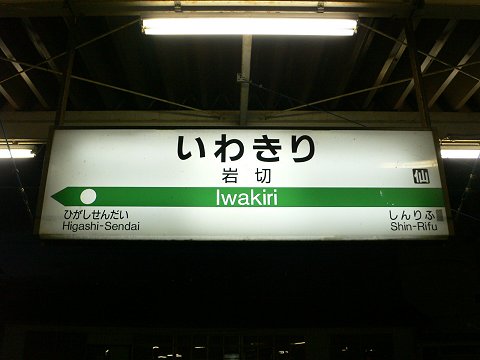 いわきり
岩切
仙
Iwakiri
ひがしせんだい
Higashi-Sendai
しんりふ
Shin-Rifu